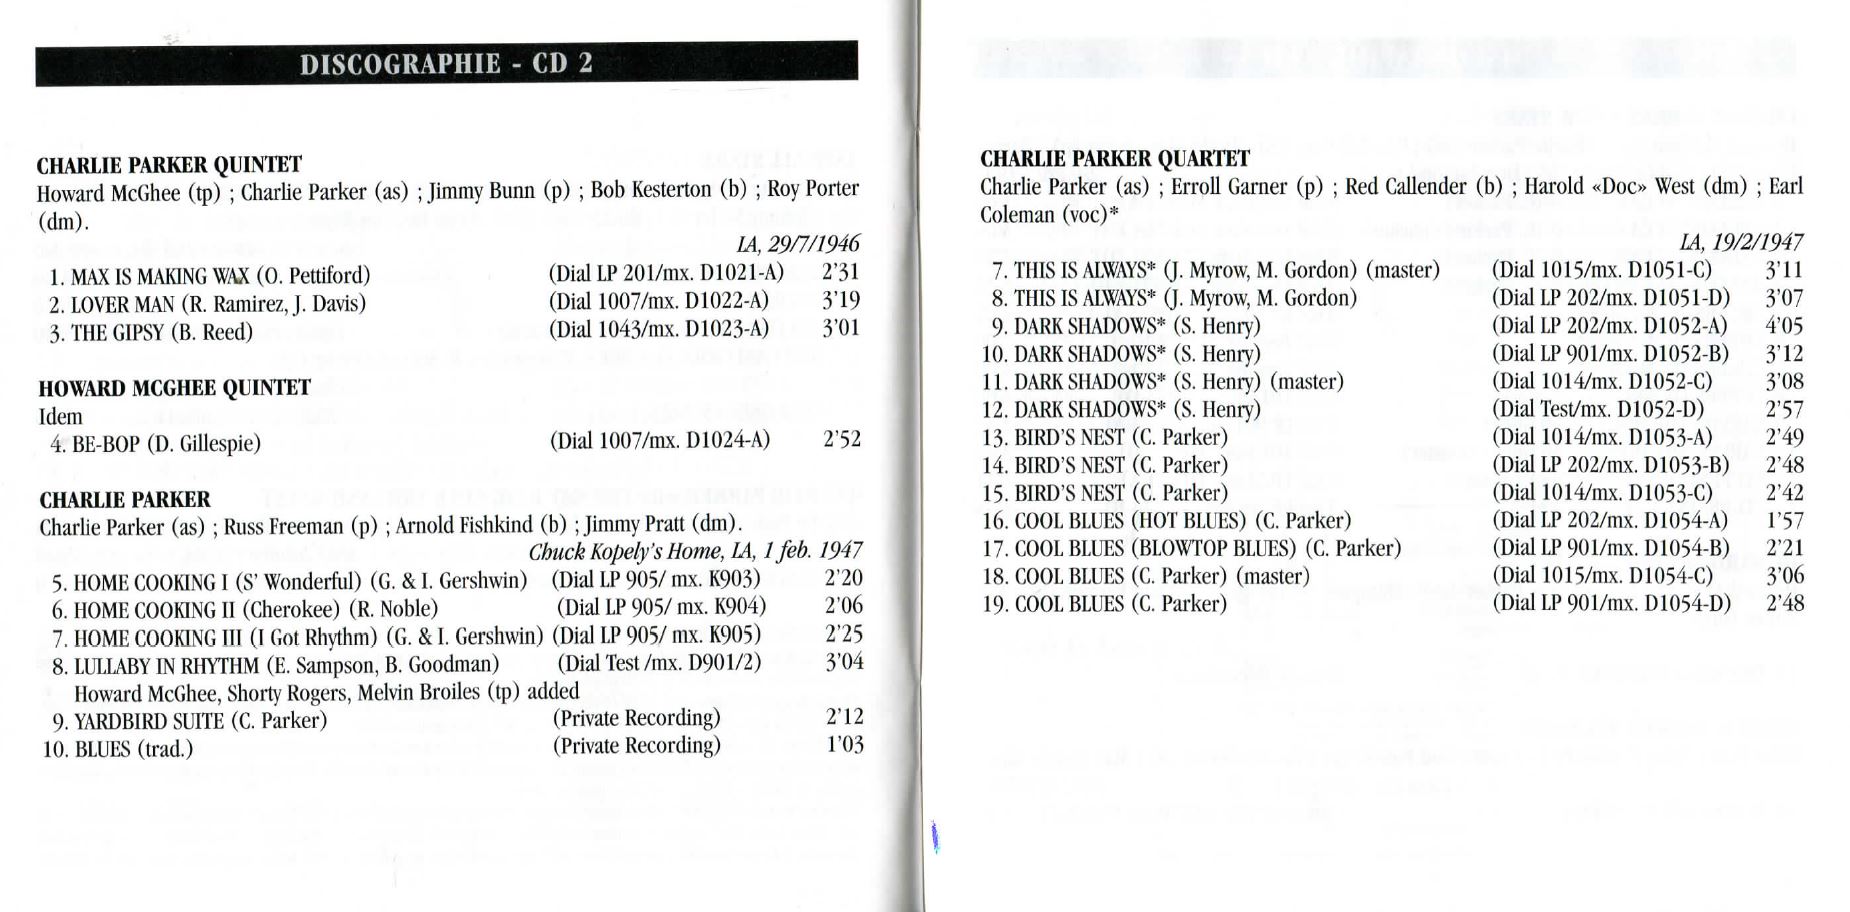 DISCOGRAPHIE - CD 2
CHARLIE PARKER QUINTET
Howard McGhee (tp) ; Charlie Parker (as) ; Jimmy Bunn (p) ; Bob Kesterton (b) ; Roy Porter
(dm).
LA, 29/7/1946
1. MAX IS MAKING WAX (O. Pettiford) (Dial LP 201/mx. D1021-A) 2'31
2. LOVER MAN (R. Ramirez, J. Davis) (Dial 1007/mx. D1022-A) 3'19
3. THE GIPSY (B. Reed) (Dial 1043/mx. D1023-A) 3'01
HOWARD MCGHEE QUINTET
Idem
4. BE-BOP (D. Gillespie) (Dial 1007/mx. D1024-A) 2'52
CHARLIE PARKER
Charlie Parker (as) ; Russ Freeman (p) ; Arnold Fishkind (b) ; Jimmy Pratt (dm).
Chuck Kopely's Home, LA, 1 feb. 1947
5. HOME COOKING I (S' Wonderful) (G. & I. Gershwin) (Dial LP 905/ mx. K903) 2'20
6. HOME COOKING II (Cherokee) (R. Noble) (Dial LP 905/ mx. K904) 2'06
7. HOME COOKING III (I Got Rhythm) (G. & I. Gershwin) (Dial LP 905/ mx. K905) 2'25
8. LULLABY IN RHYTHM (E. Sampson, B. Goodman) (Dial Test /mx. D901/2) 3'04
Howard McGhee, Shorty Rogers, Melvin Broiles (tp) added
9. YARDBIRD SUITE (C. Parker) (Private Recording) 2'12
10. BLUES (trad.) (Private Recording) 1'03
CHARLIE PARKER QUARTET
Charlie Parker (as) ; Erroll Garner (p) ; Red Callender (b) ; Harold «Doc» West (dm) ; Earl
Coleman (voc)*
LA, 19/2/1947
7. THIS IS ALWAYS* (J. Myrow, M. Gordon) (master) (Dial 1015/mx. D1051-C) 3'11
8. THIS IS ALWAYS* (J. Myrow, M. Gordon) (Dial LP 202/mx. D1051-D) 3'07
9. DARK SHADOWS* (S. Henry) (Dial LP 202/mx. D1052-A) 4'05
10. DARK SHADOWS* (S. Henry) (Dial LP 901/mx. D1052-B) 3'12
11. DARK SHADOWS* (S. Henry) (master) (Dial 1014/mx. D1052-C) 3'08
12. DARK SHADOWS* (S. Henry) (Dial Test/mx. D1052-D) 2'57
13. BIRD'S NEST (C. Parker) (Dial 1014/mx. D1053-A) 2'49
14. BIRD'S NEST (C. Parker) (Dial LP 202/mx. D1053-B) 2'48
15. BIRD'S NEST (C. Parker) (Dial 1014/mx. D1053-C) 2'42
16. COOL BLUES (HOT BLUES) (C. Parker) (Dial LP 202/mx. D1054-A) 1'57
17. COOL BLUES (BLOWTOP BLUES) (C. Parker) (Dial LP 901/mx. D1054-B) 2'21
18. COOL BLUES (C. Parker) (master) (Dial 1015/mx. D1054-C) 3'06
19. COOL BLUES (C. Parker) (Dial LP 901/mx. D1054-D) 2'48